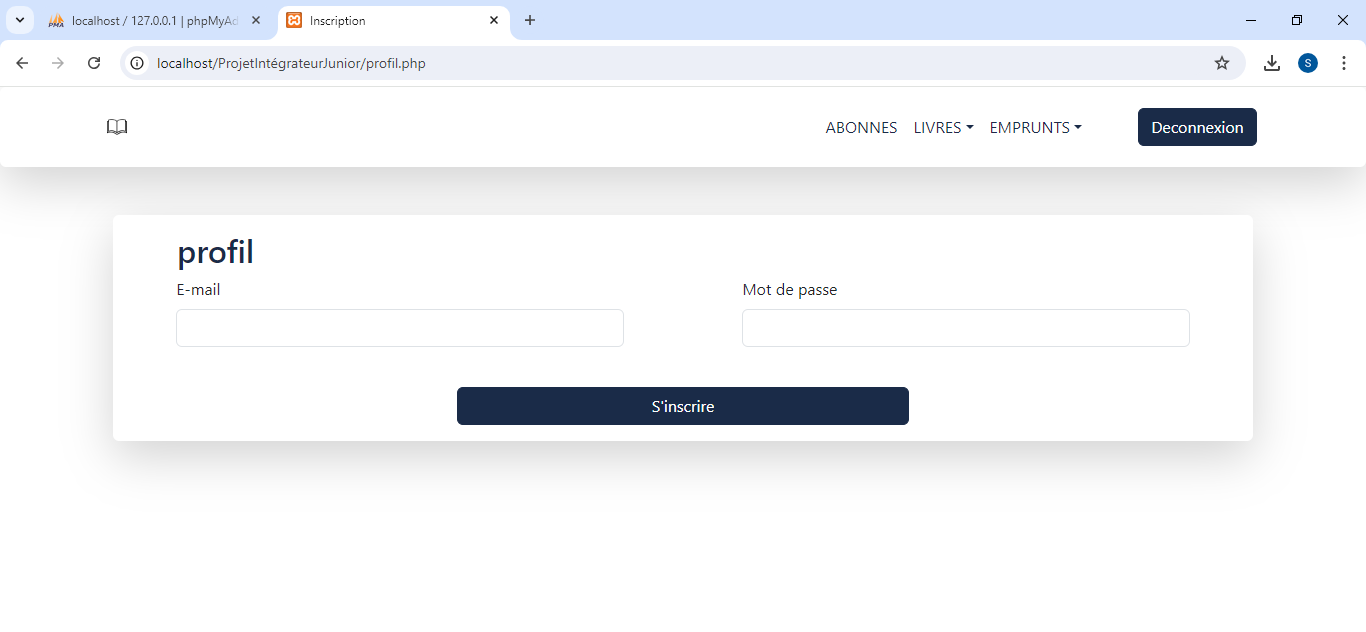 localhost / 127.0.0.1 | phpMyAd
Inscription
localhost/ProjetIntégrateurJunior/profil.php
S
ABONNES LIVRES EMPRUNTS Deconnexion
profil
E-mail Mot de passe
S'inscrire